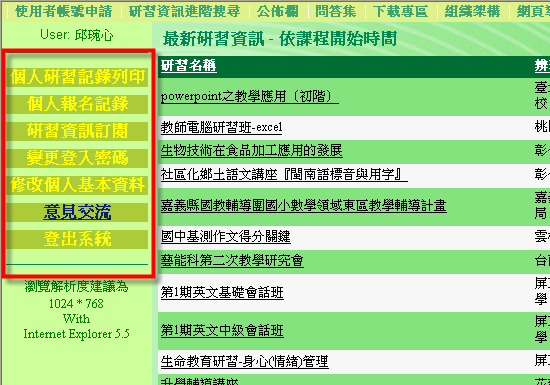 使用者帳號申請 | 研習資訊進階搜尋 | 公佈欄 | 問答集 | 下載專區 | 組織架構 | 網頁
User: 邱琬心
個人研習記錄列印
個人報名記錄
研習資訊訂閱
變更登入密碼
修改個人基本資料
意見交流
登出系統
瀏覽解析度建議為
1024 * 768
With
Internet Explorer 5.5
最新研習資訊 - 依課程開始時間
研習名稱 辦
powerpoint之教學應用〔初階〕 臺
校
教師電腦研習班-excel 桃
生物技術在食品加工應用的發展 彰
社區化鄉土語文講座『閩南語標音與用字』 彰
嘉義縣國教輔導團國小數學領域東區教學輔導計畫 嘉義
局
國中基測作文得分關鍵 雲
藝能科第二次教學研究會 台南
第1期英文基礎會話班 屏
學
第1期英文中級會話班 屏
學
生命教育研習-身心(情緒)管理 屏
升學輔導講座